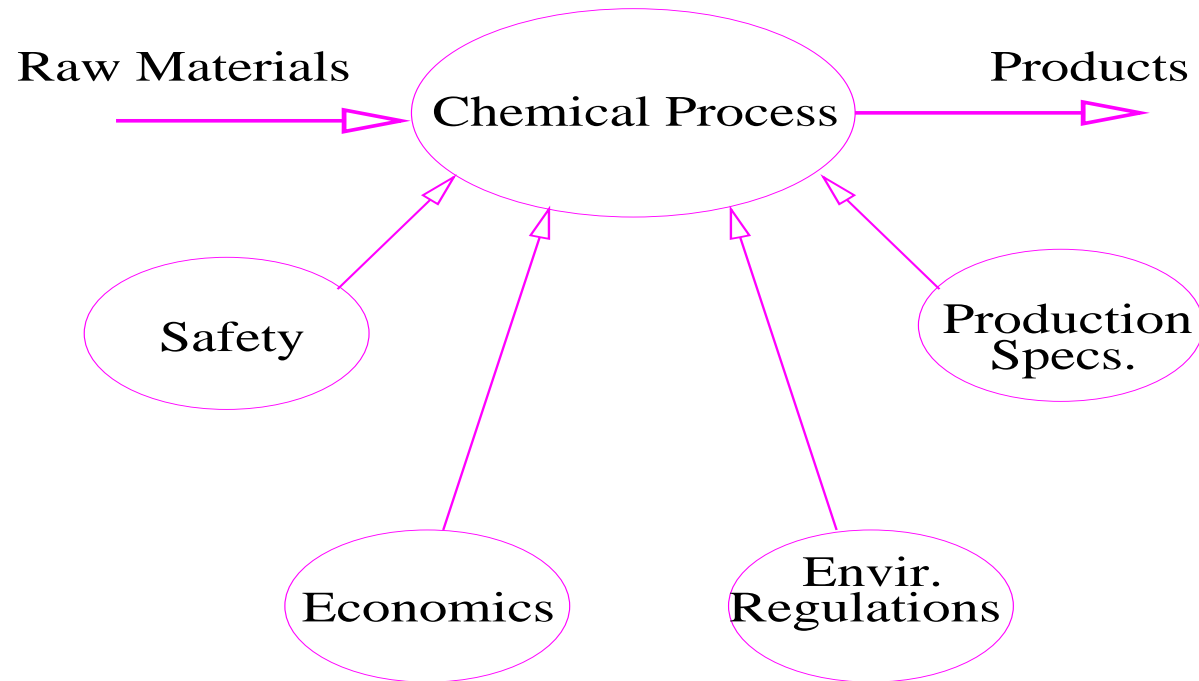 Raw Materials
Products
Chemical Process
Safety
Production
Specs.
Economics
Envir.
Regulations